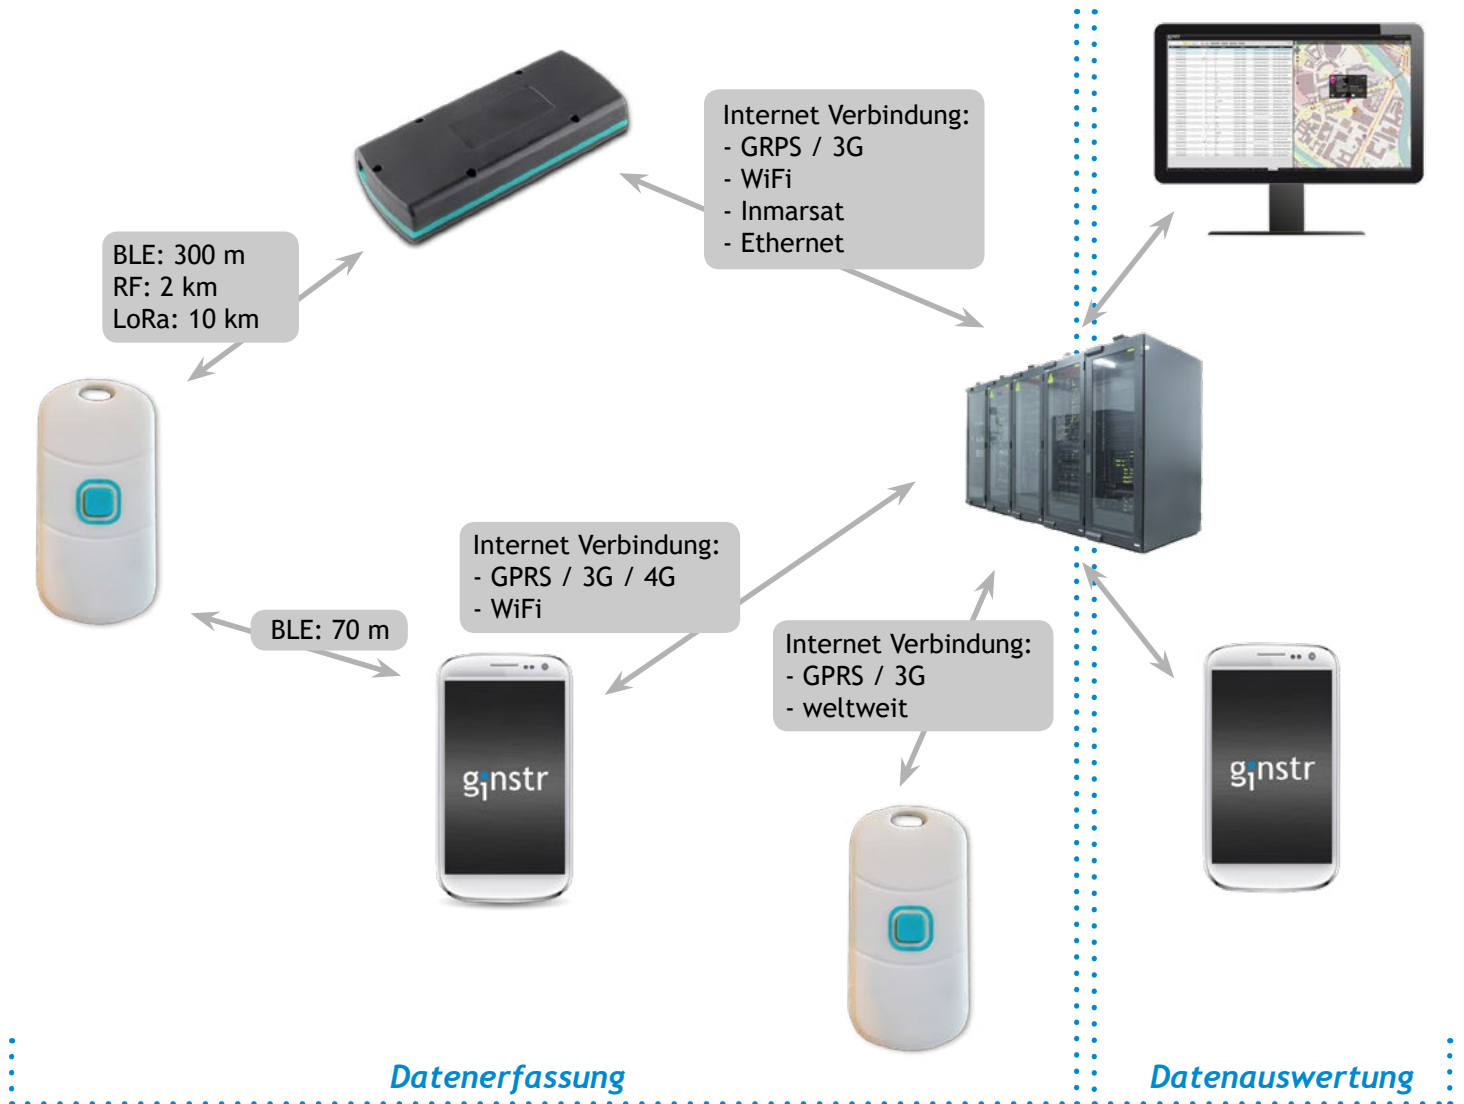 Internet Verbindung:
- GRPS / 3G
- WiFi
- Inmarsat
- Ethernet
BLE: 300 m
RF: 2 km
LoRa: 10 km
Internet Verbindung:
- GPRS / 3G / 4G
- WiFi
BLE: 70 m
Internet Verbindung:
- GPRS / 3G
- weltweit
ginstr
ginstr
Datenerfassung
Datenauswertung